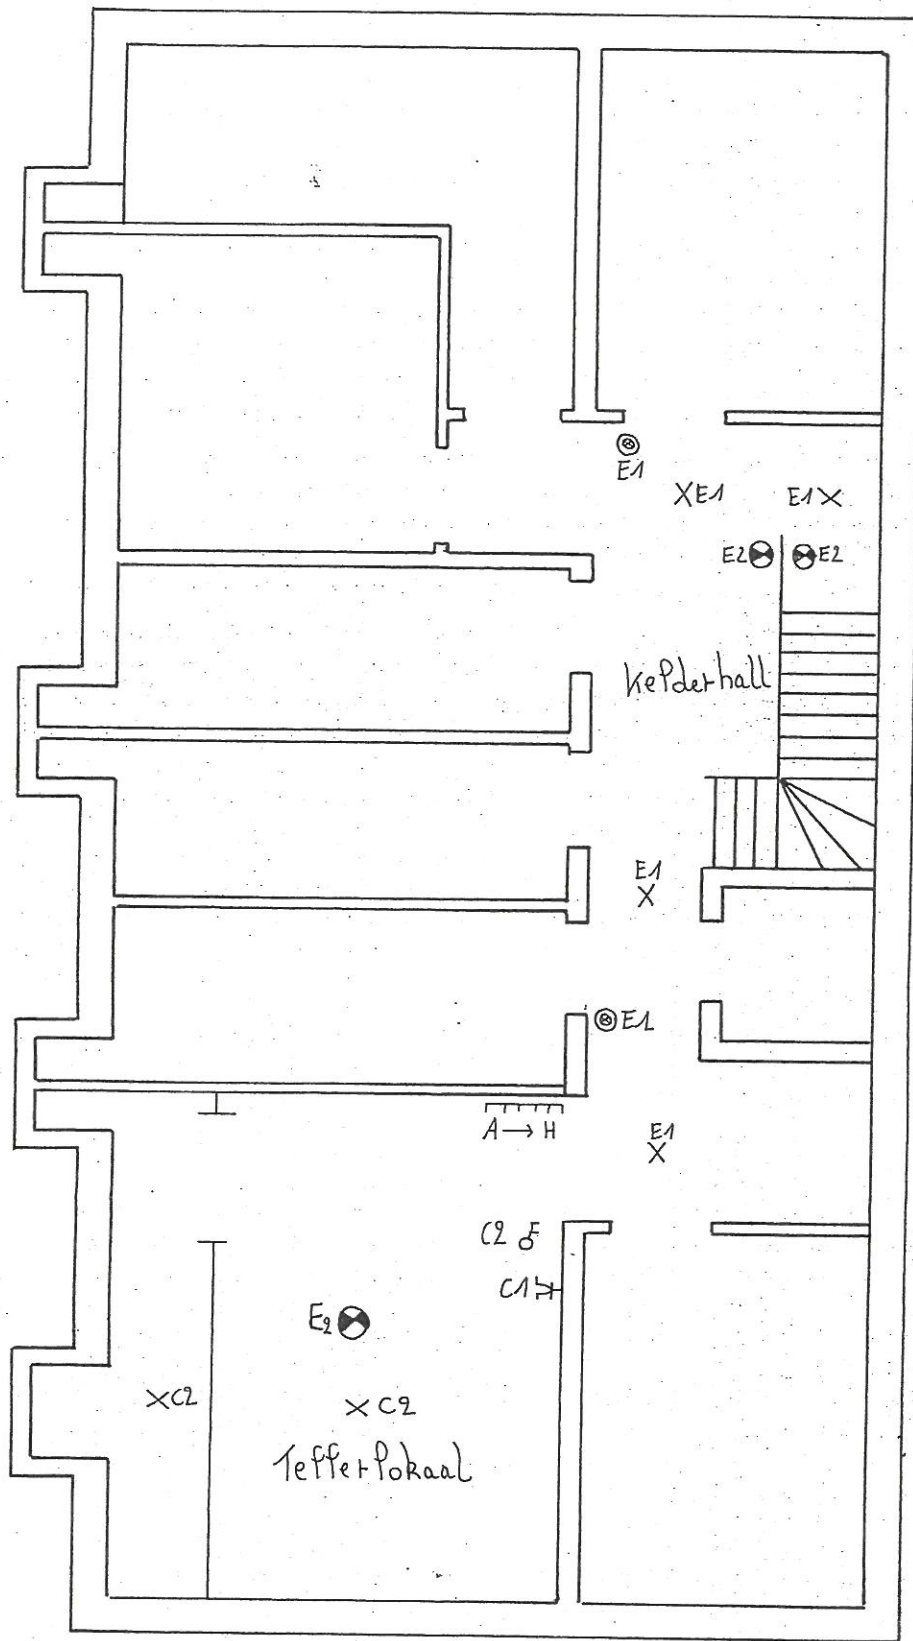 E1
XE1
E1X
E2
E2
Kelderhall
E1
X
E1
A → H
E1
X
C2
C1
E2
XC2
XC2
Tellerlokaal